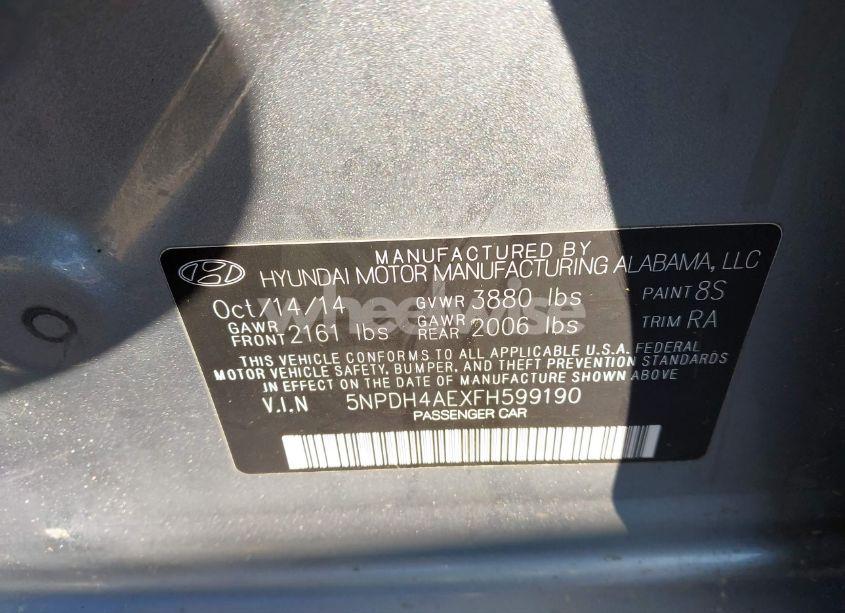 MANUFACTURED BY
HYUNDAI MOTOR MANUFACTURING ALABAMA, LLC
Oct/14/14 GVWR 3880 lbs PAINT 8S
GAWR FRONT 2161 lbs GAWR REAR 2006 lbs TRIM RA
THIS VEHICLE CONFORMS TO ALL APPLICABLE U.S.A. FEDERAL
MOTOR VEHICLE SAFETY, BUMPER, AND THEFT PREVENTION STANDARDS
IN EFFECT ON THE DATE OF MANUFACTURE SHOWN ABOVE
V.I.N 5NPDH4AEXFH599190
PASSENGER CAR
wheelwise